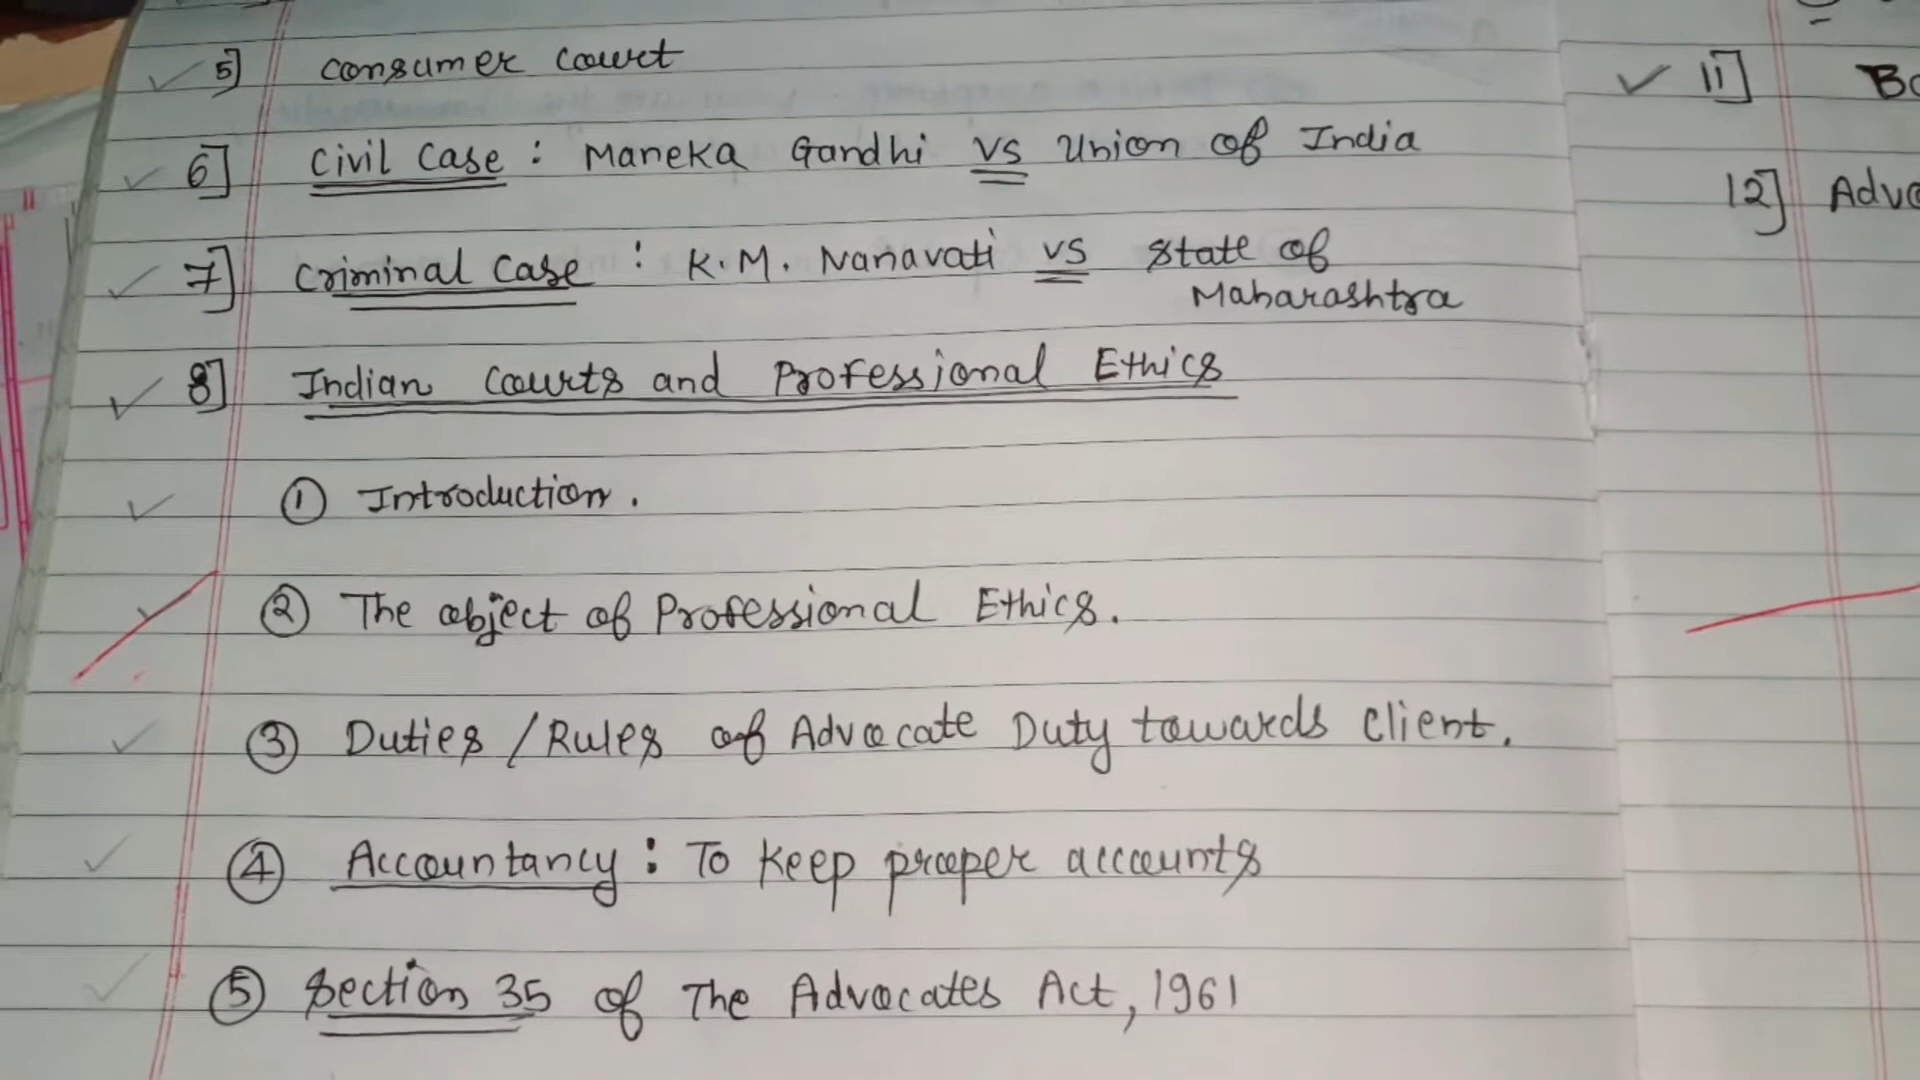 5] Consumer Court
6] Civil Case : Maneka Gandhi VS Union of India
7] Criminal Case : K.M. Nanavati VS State of
Maharashtra
8] Indian Courts and Professional Ethics
① Introduction.
② The object of Professional Ethics.
③ Duties / Rules of Advocate Duty towards client.
④ Accountancy : To Keep proper accounts
⑤ Section 35 of The Advocates Act, 1961
11]
12]